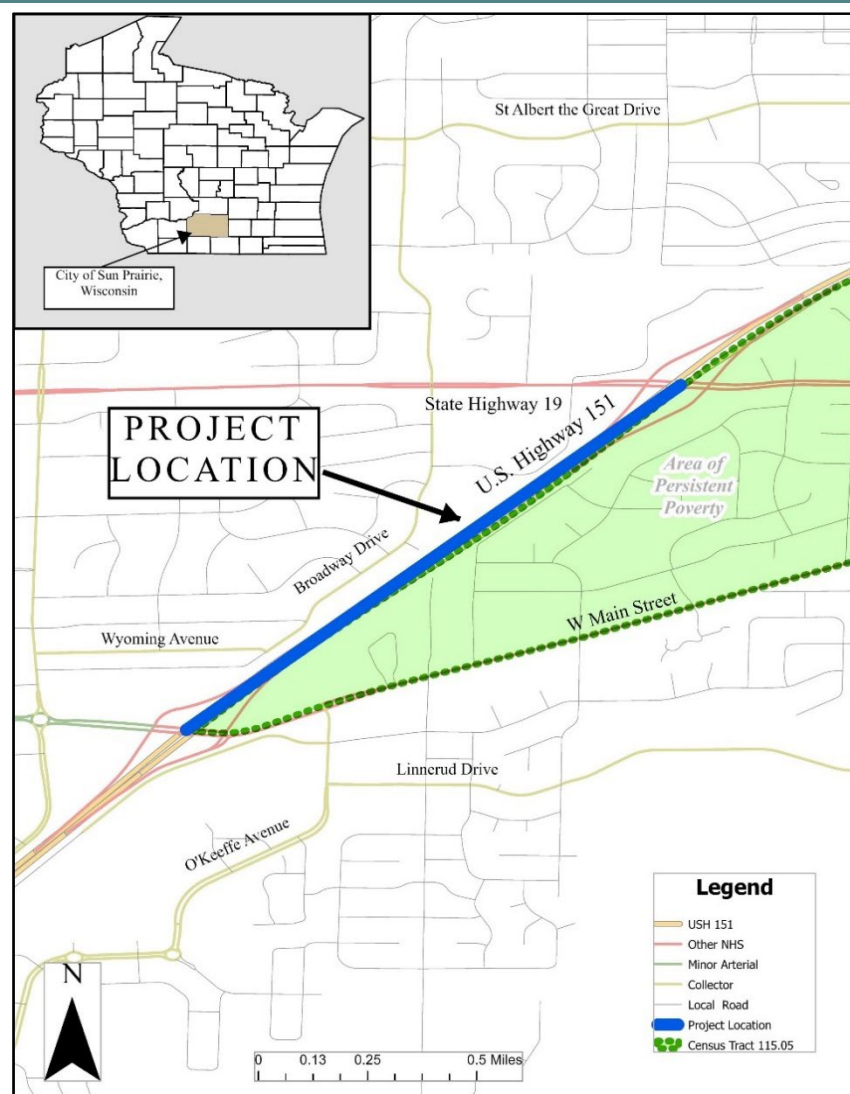 City of Sun Prairie,
Wisconsin
St Albert the Great Drive
State Highway 19
PROJECT
LOCATION
U.S. Highway 151
Area of
Persistent
Poverty
Broadway Drive
W Main Street
Wyoming Avenue
Linnerud Drive
O'Keeffe Avenue
Legend
USH 151
Other NHS
Minor Arterial
Collector
Local Road
Project Location
Census Tract 115.05
N
0 0.13 0.25 0.5 Miles